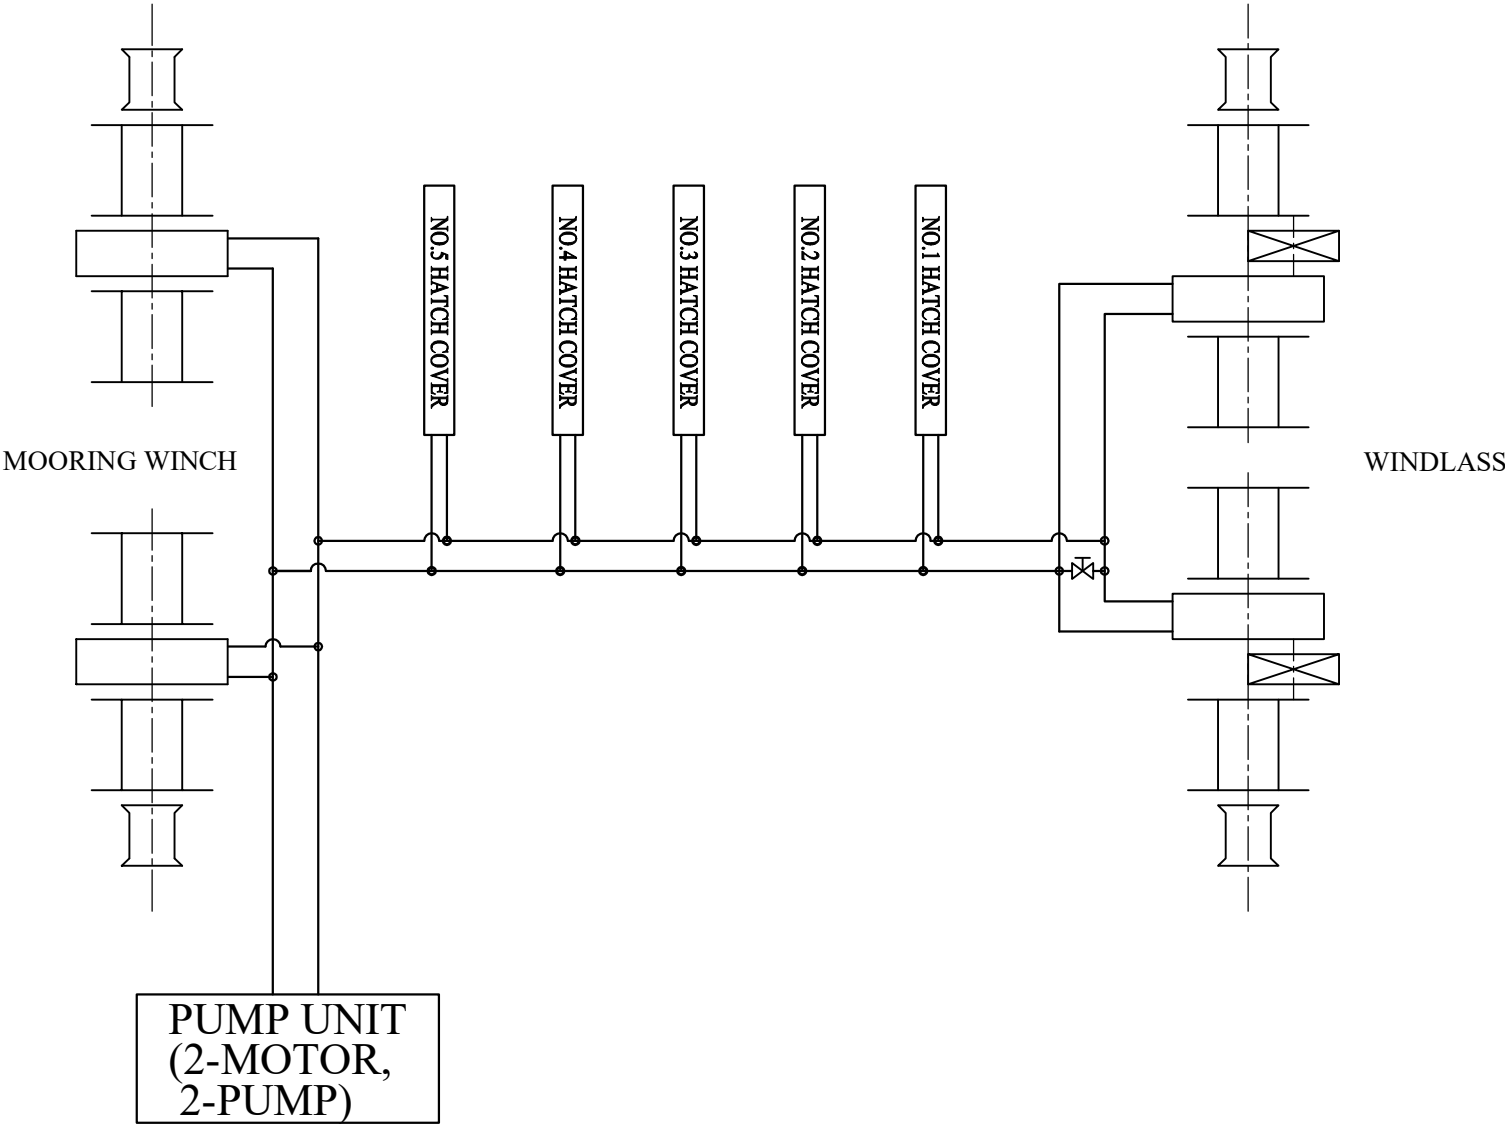 NO.5 HATCH COVER
NO.4 HATCH COVER
NO.3 HATCH COVER
NO.2 HATCH COVER
NO.1 HATCH COVER
MOORING WINCH
WINDLASS
PUMP UNIT
(2-MOTOR,
2-PUMP)